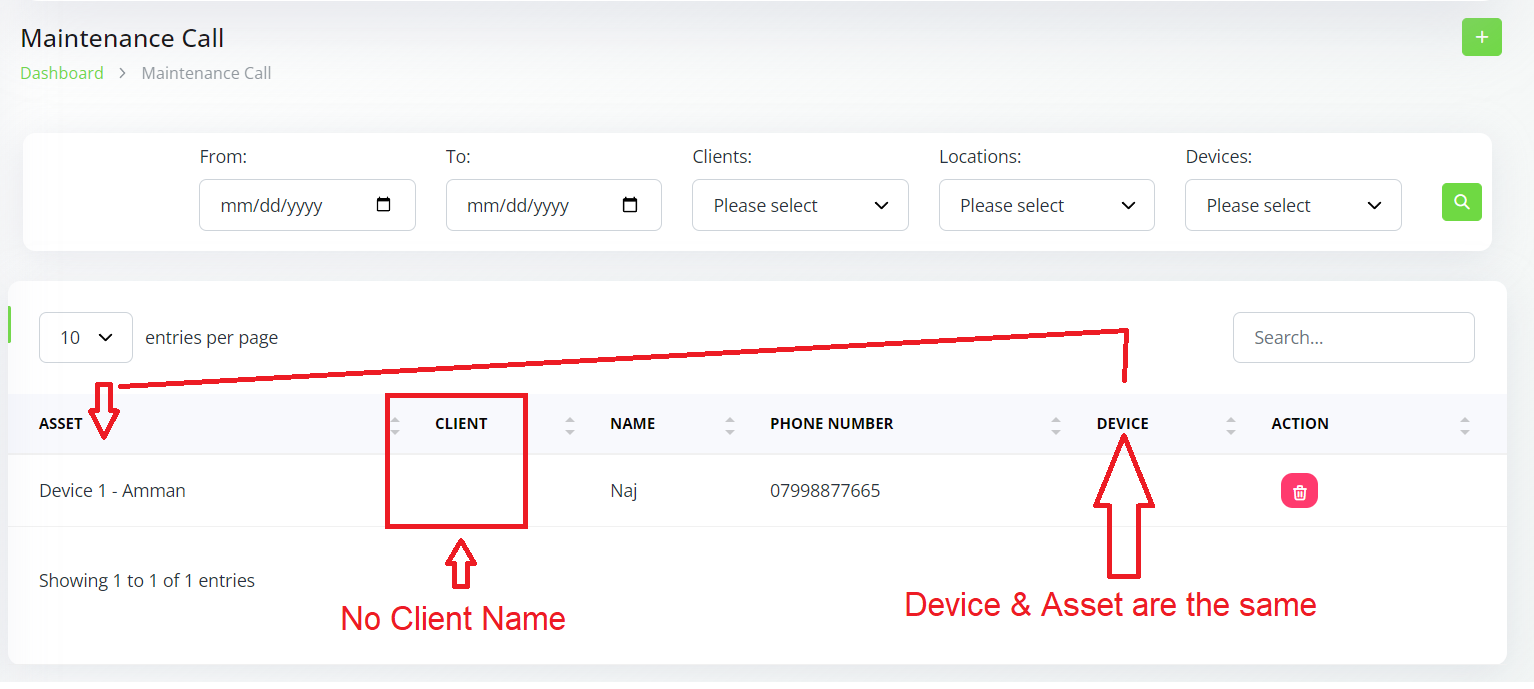 Maintenance Call
+
Dashboard > Maintenance Call
From: To: Clients: Locations: Devices:
mm/dd/yyyy mm/dd/yyyy Please select Please select Please select
10 entries per page Search...
ASSET CLIENT NAME PHONE NUMBER DEVICE ACTION
Device 1 - Amman Naj 07998877665
Showing 1 to 1 of 1 entries
No Client Name
Device & Asset are the same